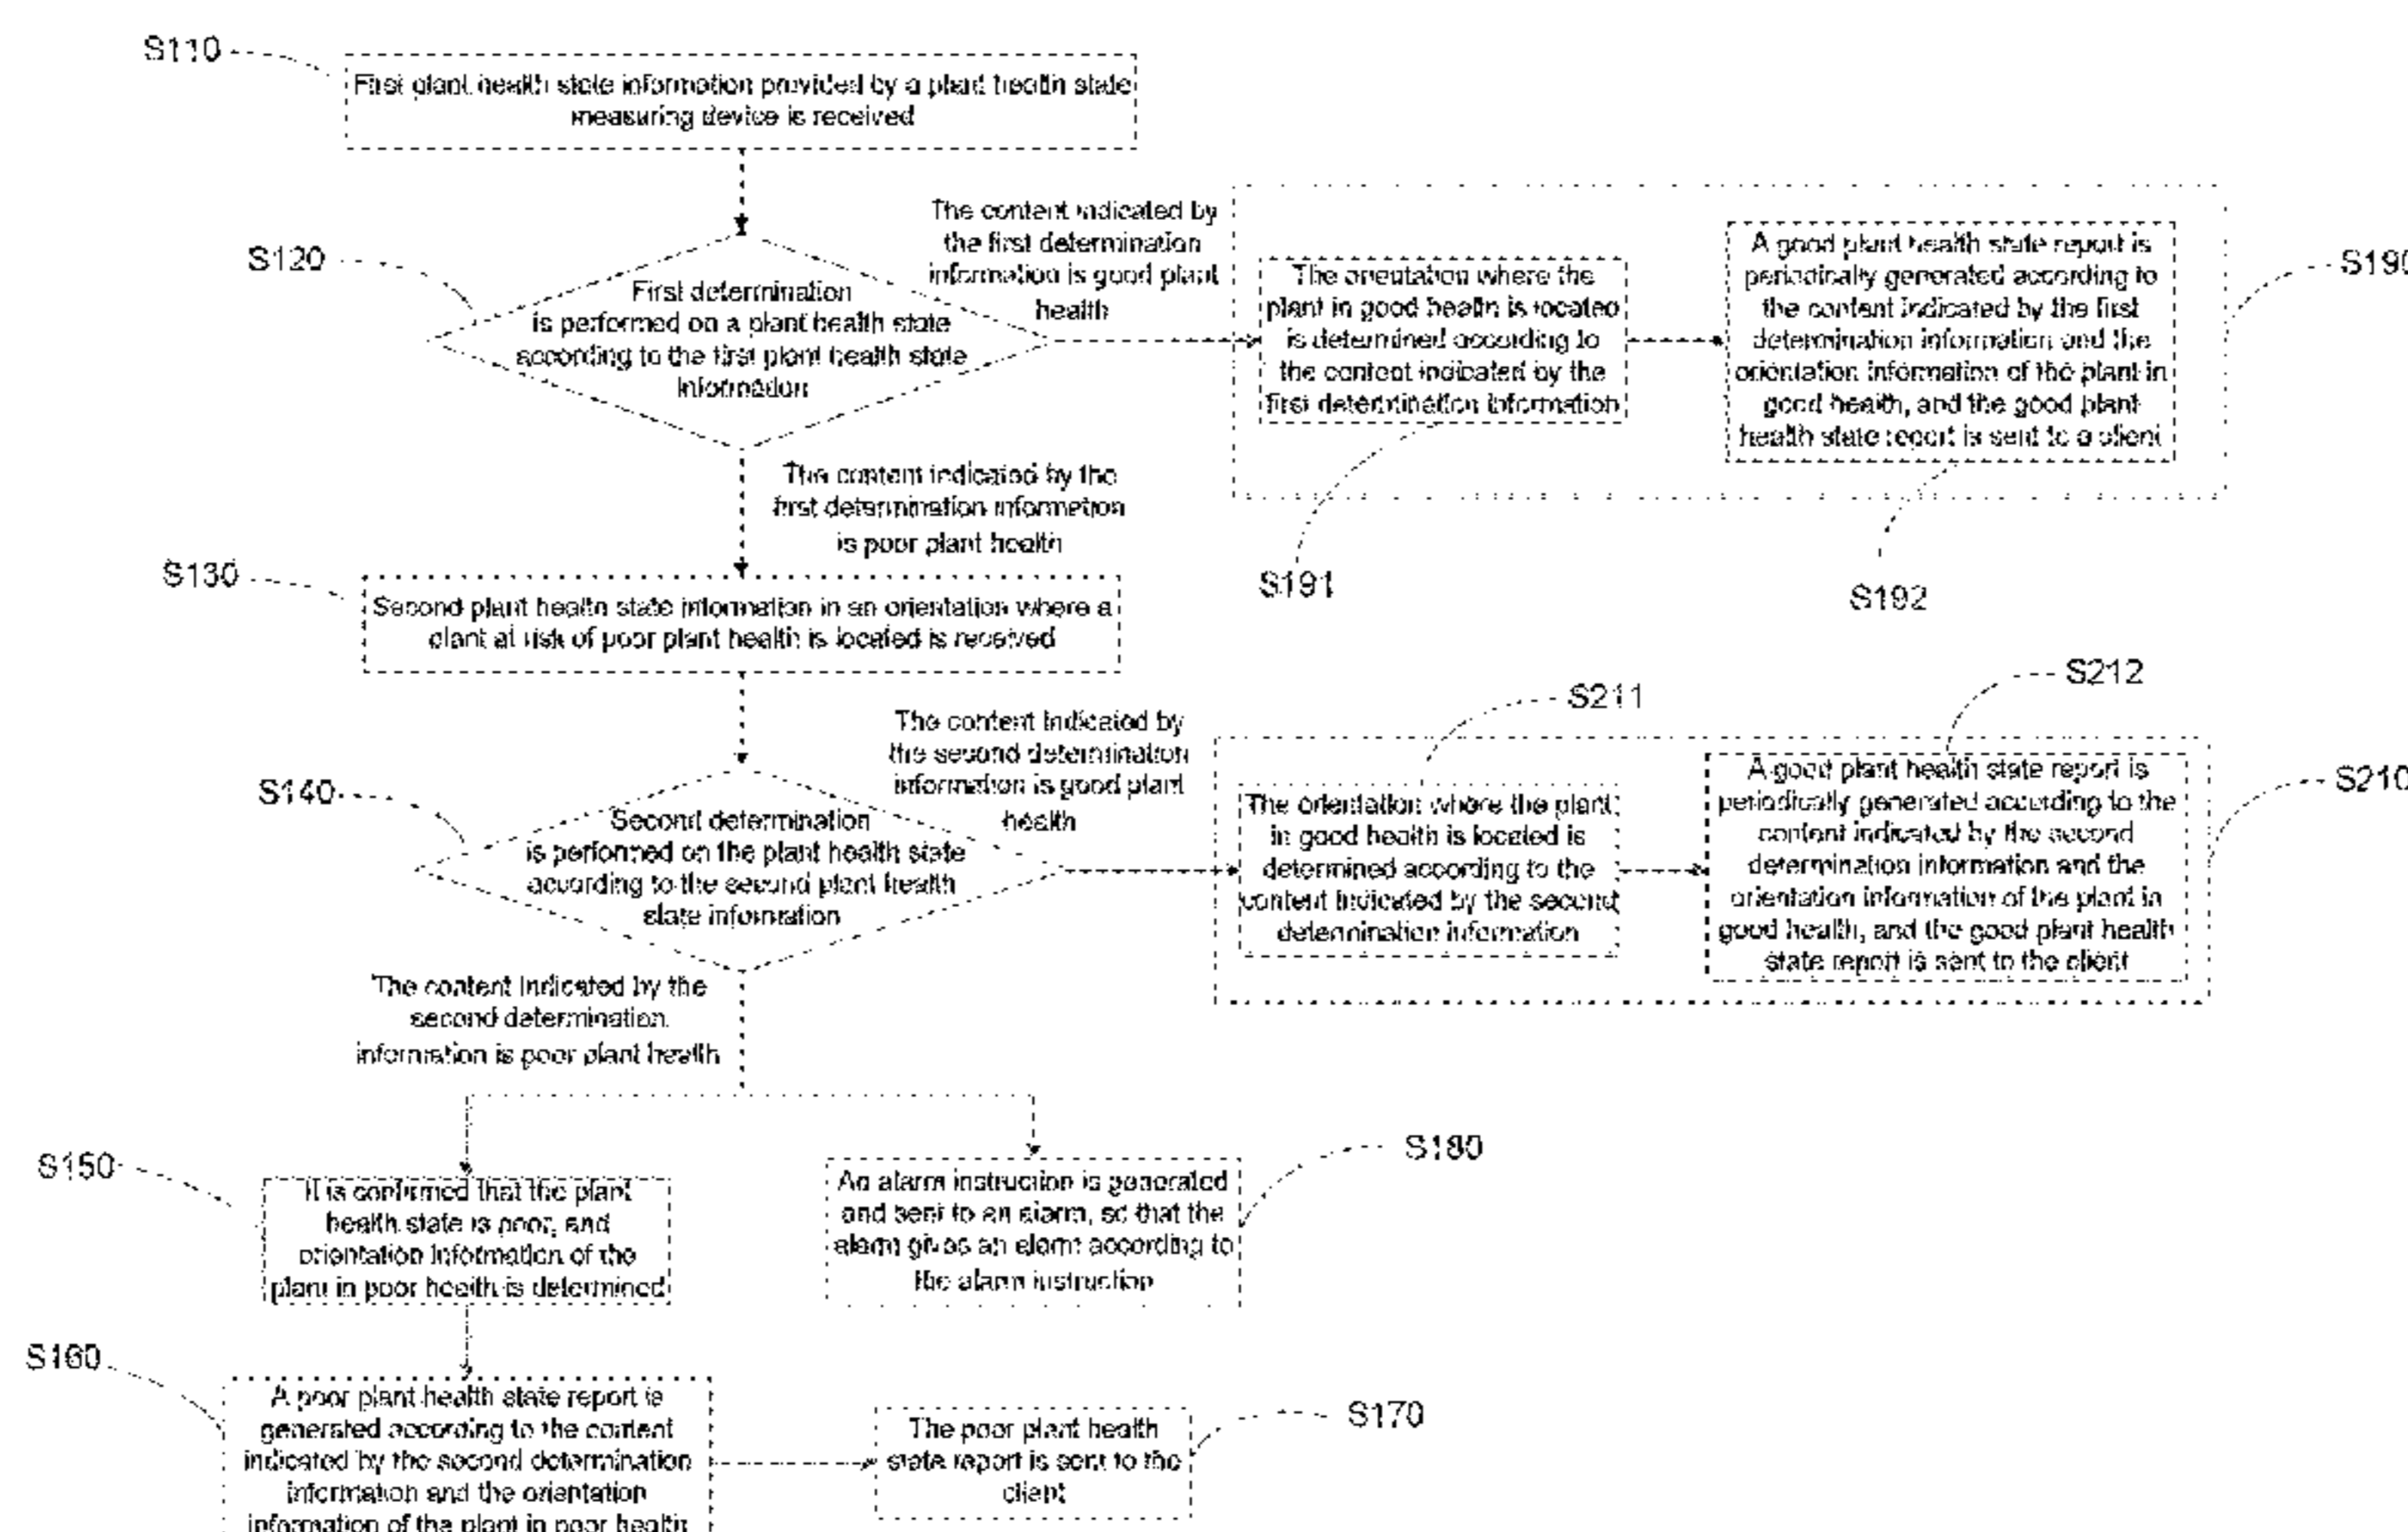 S110
First plant health state information provided by a plant health state
measuring device is received
S120
First determination
is performed on a plant health state
according to the first plant health state
information
The content indicated by
the first determination
information is good plant
health
The orientation where the
plant in good health is located
is determined according to
the content indicated by the
first determination information
A good plant health state report is
periodically generated according to
the content indicated by the first
determination information and the
orientation information of the plant in
good health, and the good plant
health state report is sent to a client
S190
S191
S192
The content indicated by the
first determination information
is poor plant health
S130
Second plant health state information in an orientation where a
plant at risk of poor plant health is located is received
S140
Second determination
is performed on the plant health state
according to the second plant health
state information
The content indicated by
the second determination
information is good plant
health
S211
S212
The orientation where the plant
in good health is located is
determined according to the
content indicated by the second
determination information
A good plant health state report is
periodically generated according to the
content indicated by the second
determination information and the
orientation information of the plant in
good health, and the good plant health
state report is sent to the client
S210
The content indicated by the
second determination
information is poor plant health
S150
It is confirmed that the plant
health state is poor, and
orientation information of the
plant in poor health is determined
An alarm instruction is generated
and sent to an alarm, so that the
alarm gives an alarm according to
the alarm instruction
S180
S160
A poor plant health state report is
generated according to the content
indicated by the second determination
information and the orientation
information of the plant in poor health
The poor plant health
state report is sent to the
client
S170